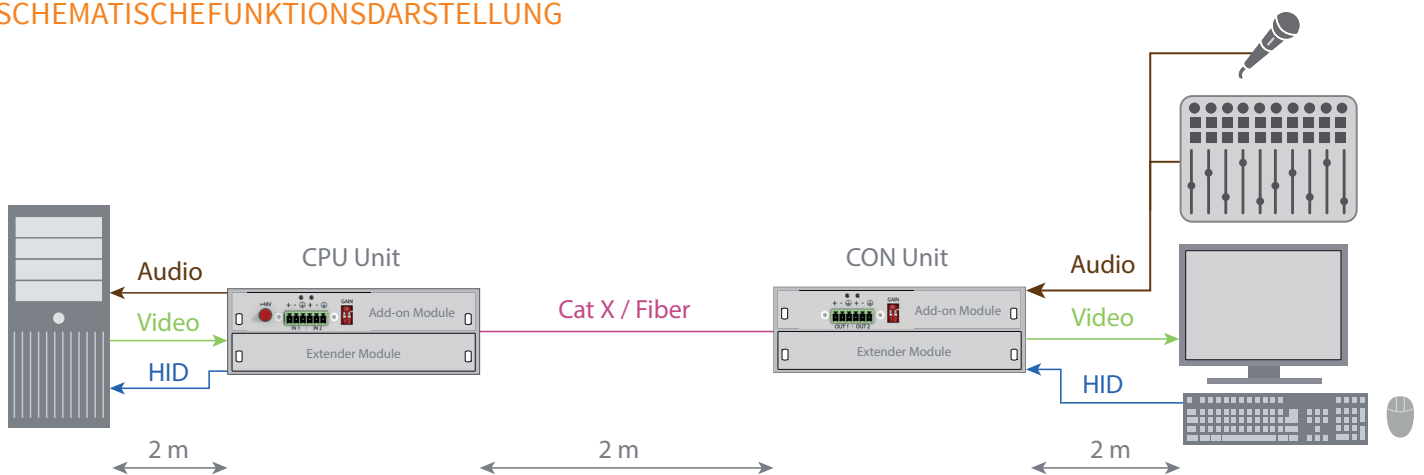 SCHEMATISCHEFUNKTIONSDARSTELLUNG
CPU Unit
CON Unit
Audio
Audio
+48V
+ - + -
GAIN
IN 1 IN 2
Add-on Module
+ - + -
GAIN
OUT 1 OUT 2
Add-on Module
Cat X / Fiber
Video
Video
Extender Module
Extender Module
HID
HID
2 m
2 m
2 m